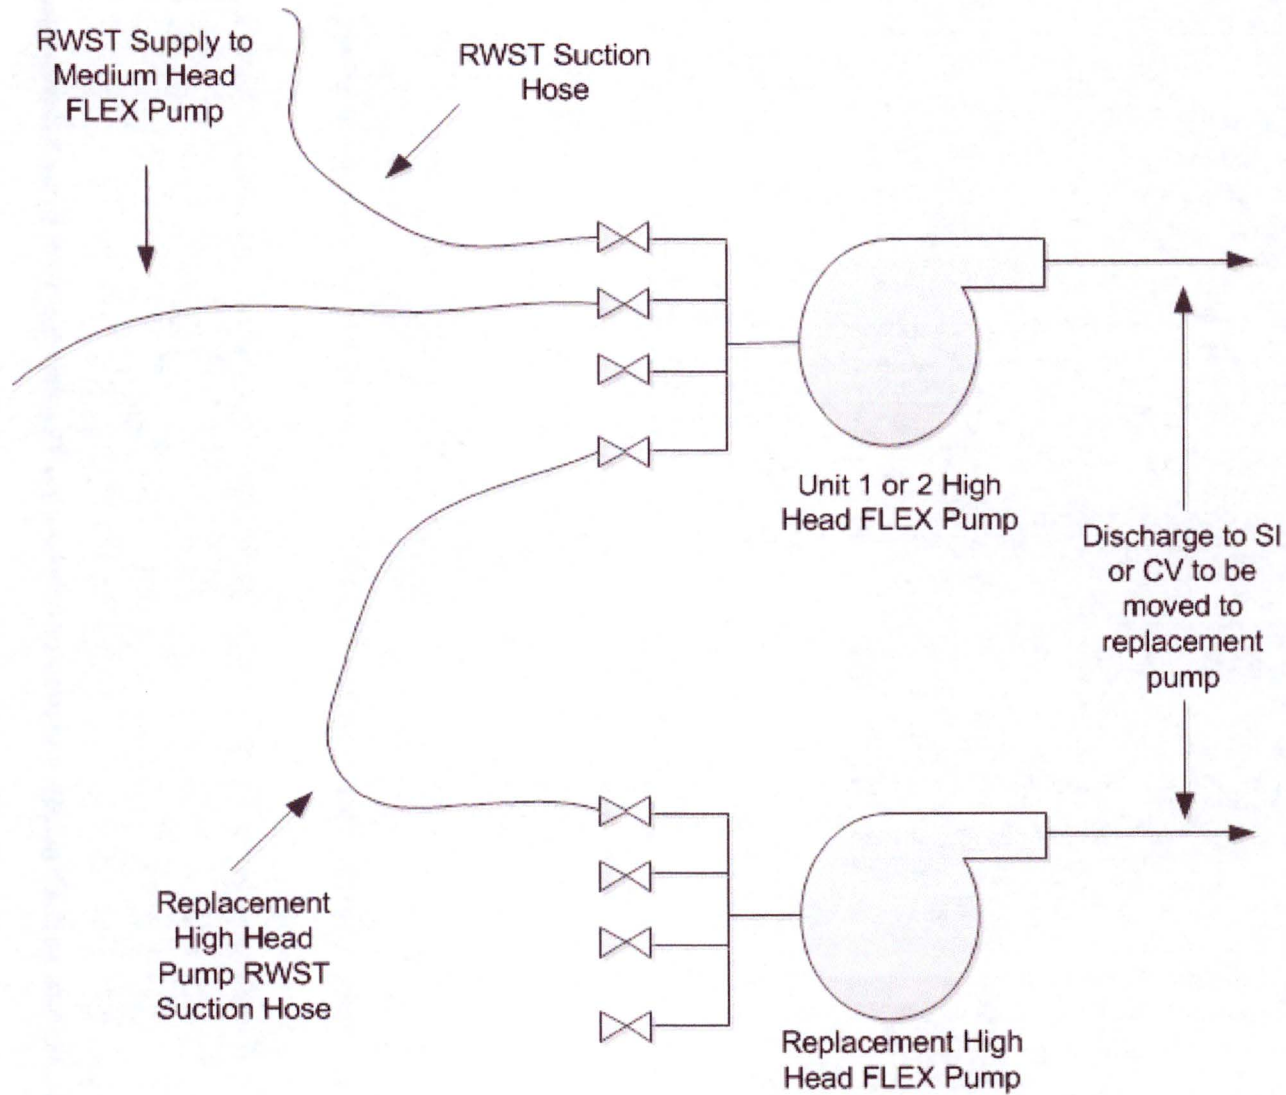 RWST Supply to
Medium Head
FLEX Pump
RWST Suction
Hose
Unit 1 or 2 High
Head FLEX Pump
Discharge to SI
or CV to be
moved to
replacement
pump
Replacement
High Head
Pump RWST
Suction Hose
Replacement High
Head FLEX Pump